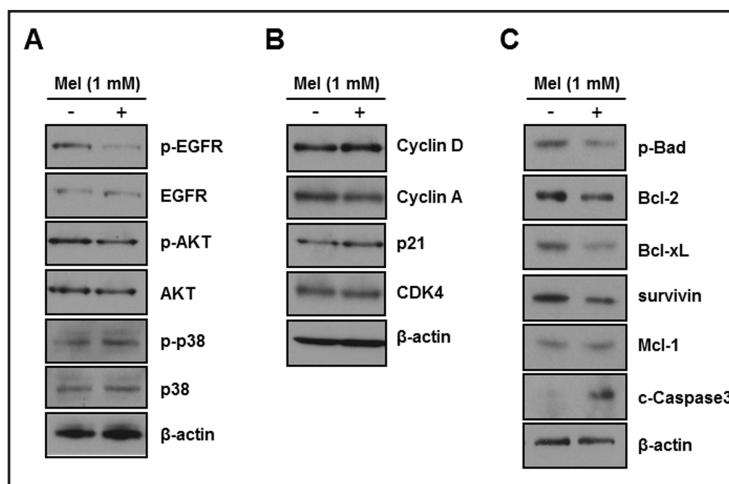 A
Mel (1 mM)
- +
p-EGFR
EGFR
p-AKT
AKT
p-p38
p38
β-actin
B
Mel (1 mM)
- +
Cyclin D
Cyclin A
p21
CDK4
β-actin
C
Mel (1 mM)
- +
p-Bad
Bcl-2
Bcl-xL
survivin
Mcl-1
c-Caspase3
β-actin